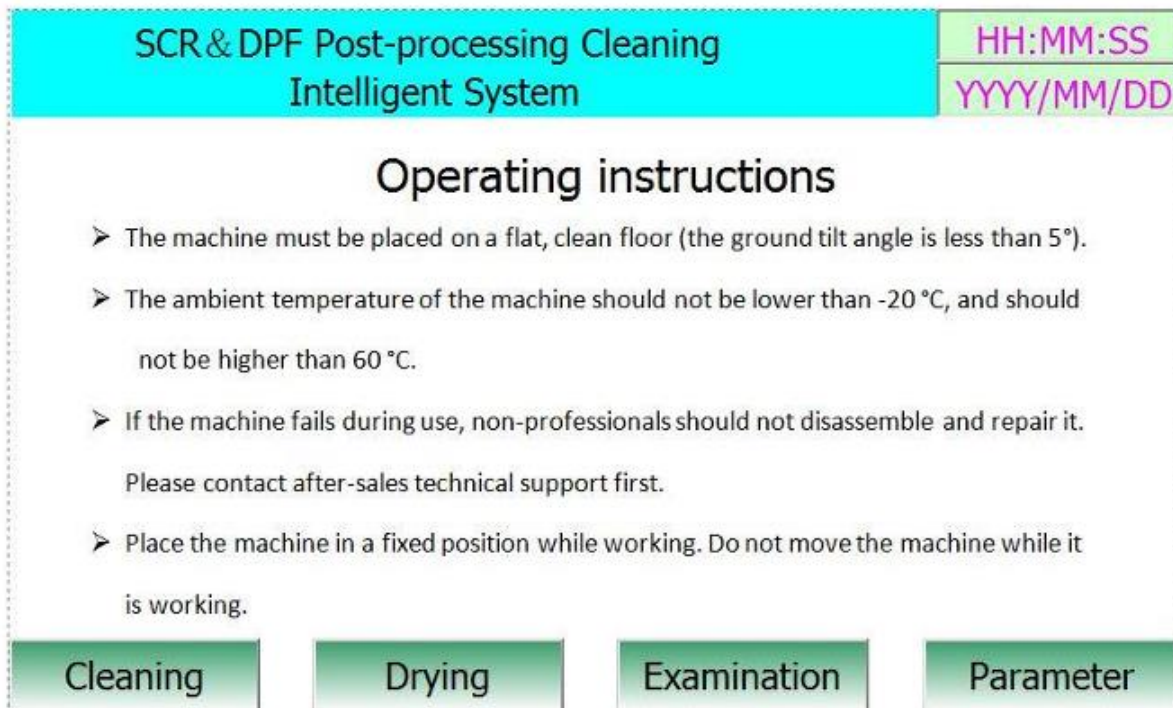 SCR&DPF Post-processing Cleaning
Intelligent System
HH:MM:SS
YYYY/MM/DD
Operating instructions
➢ The machine must be placed on a flat, clean floor (the ground tilt angle is less than 5°).
➢ The ambient temperature of the machine should not be lower than -20 °C, and should
not be higher than 60 °C.
➢ If the machine fails during use, non-professionals should not disassemble and repair it.
Please contact after-sales technical support first.
➢ Place the machine in a fixed position while working. Do not move the machine while it
is working.
Cleaning
Drying
Examination
Parameter